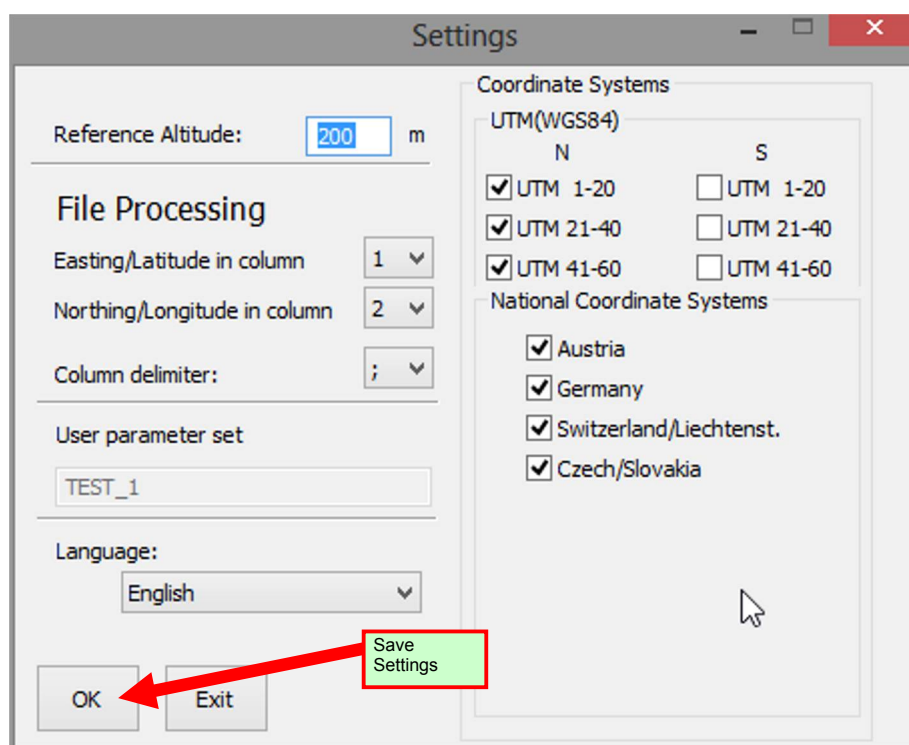 Settings
Reference Altitude: 200 m
File Processing
Easting/Latitude in column 1
Northing/Longitude in column 2
Column delimiter: ;
User parameter set
TEST_1
Language:
English
Save
Settings
OK Exit
Coordinate Systems
UTM(WGS84)
N S
UTM 1-20 UTM 1-20
UTM 21-40 UTM 21-40
UTM 41-60 UTM 41-60
National Coordinate Systems
Austria
Germany
Switzerland/Liechtenst.
Czech/Slovakia